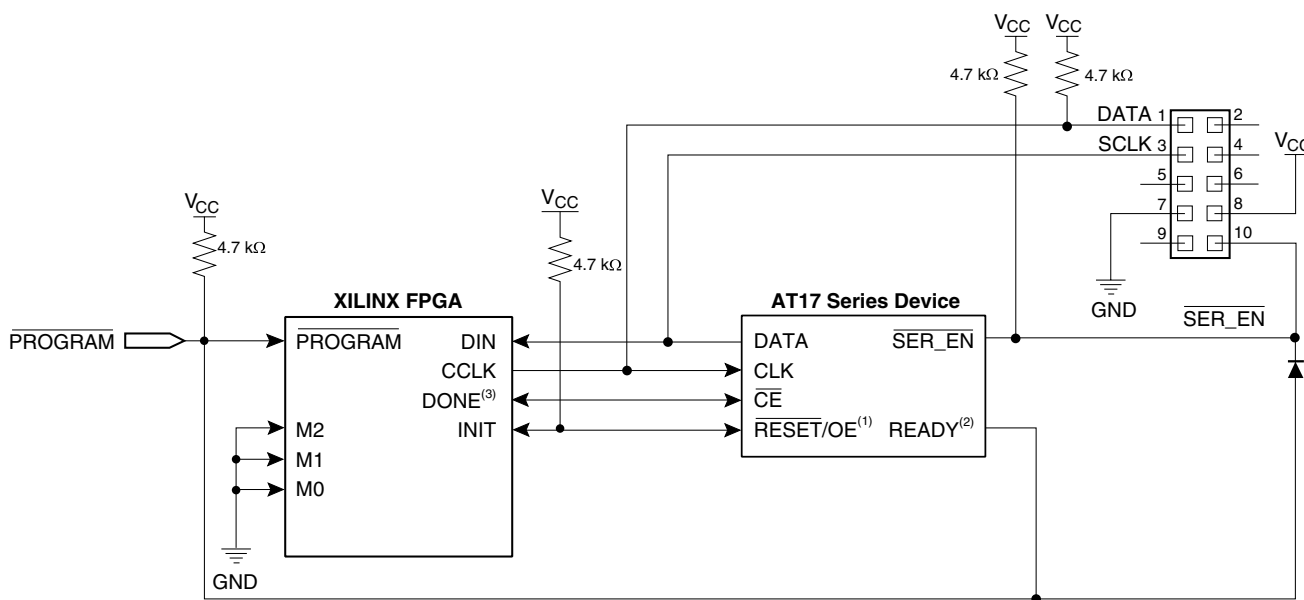 VCC VCC
4.7 kΩ 4.7 kΩ
DATA 1 2
SCLK 3 4
VCC
5 6
7 8
9 10
VCC VCC
4.7 kΩ
4.7 kΩ
GND
SER_EN
XILINX FPGA
AT17 Series Device
PROGRAM
PROGRAM
DIN
CCLK
DONE(3)
INIT
M2
M1
M0
GND
DATA
CLK
CE
RESET/OE(1)
SER_EN
READY(2)